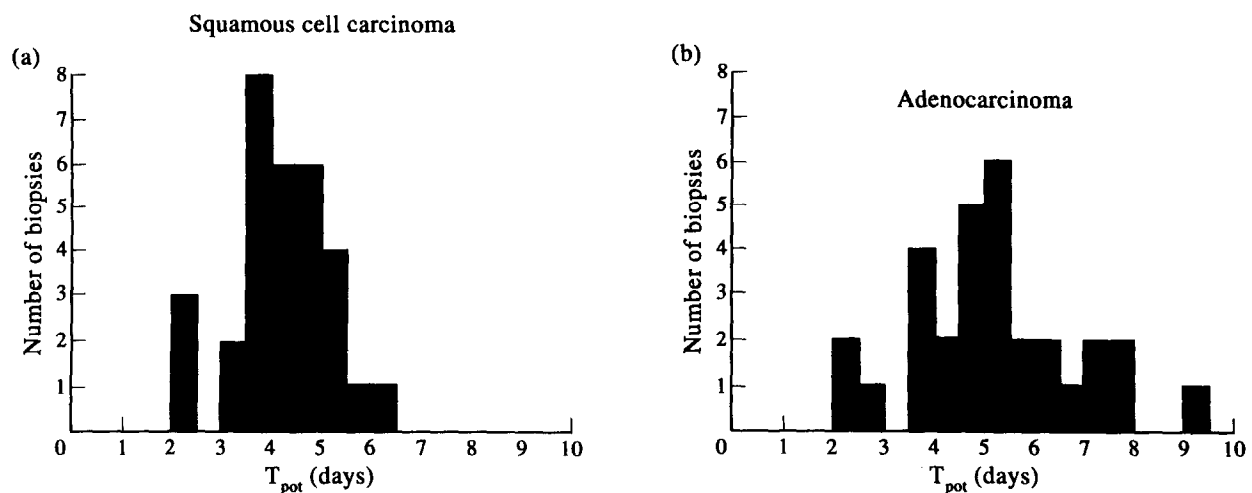 Squamous cell carcinoma
(a)
Number of biopsies
8
7
6
5
4
3
2
1
0 1 2 3 4 5 6 7 8 9 10
T_pot (days)
(b)
Adenocarcinoma
Number of biopsies
8
7
6
5
4
3
2
1
0 1 2 3 4 5 6 7 8 9 10
T_pot (days)